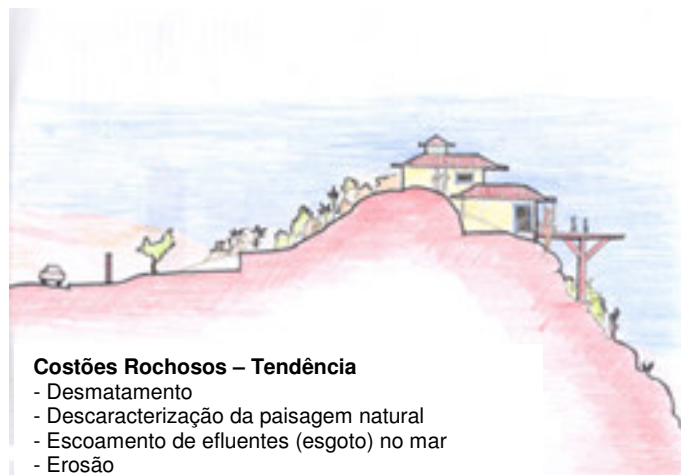 Costões Rochosos – Tendência
- Desmatamento
- Descaracterização da paisagem natural
- Escoamento de efluentes (esgoto) no mar
- Erosão